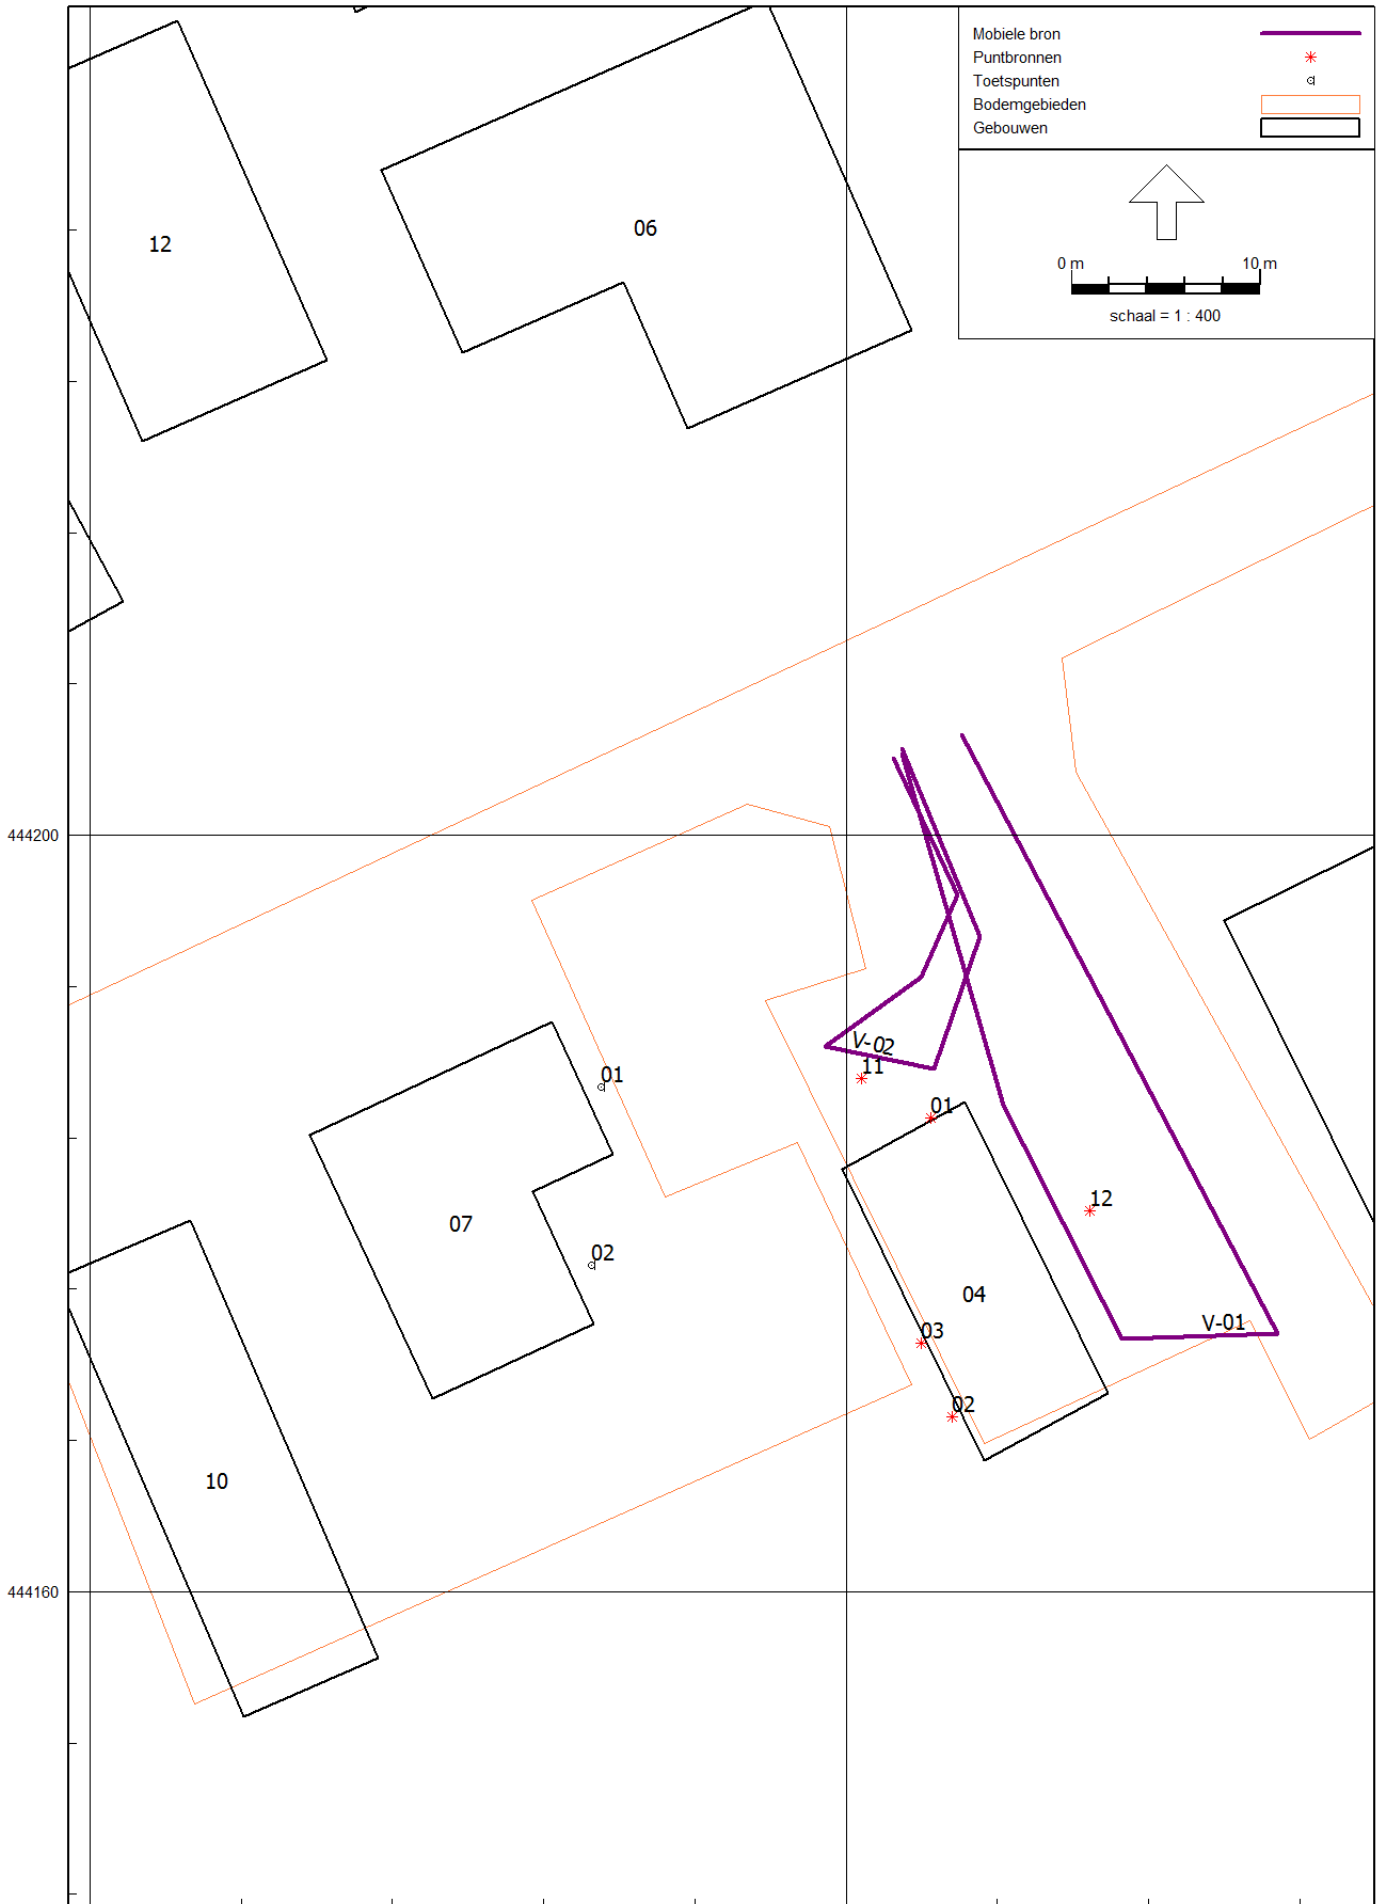 Mobiele bron
Puntbronnen
Toetspunten
Bodemgebieden
Gebouwen
0 m 10 m
schaal = 1 : 400
12
06
444200
V-02
11
01
01
12
07
02
04
03
V-01
02
10
444160